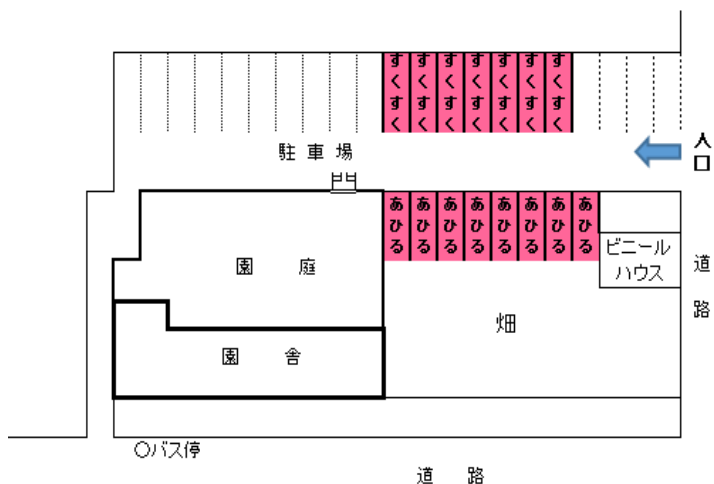 すくすく
すくすく
すくすく
すくすく
すくすく
すくすく
すくすく
入口
駐車場
あひる
あひる
あひる
あひる
あひる
あひる
あひる
あひる
ビニール
ハウス
道路
園庭
畑
園舎
○バス停
道路